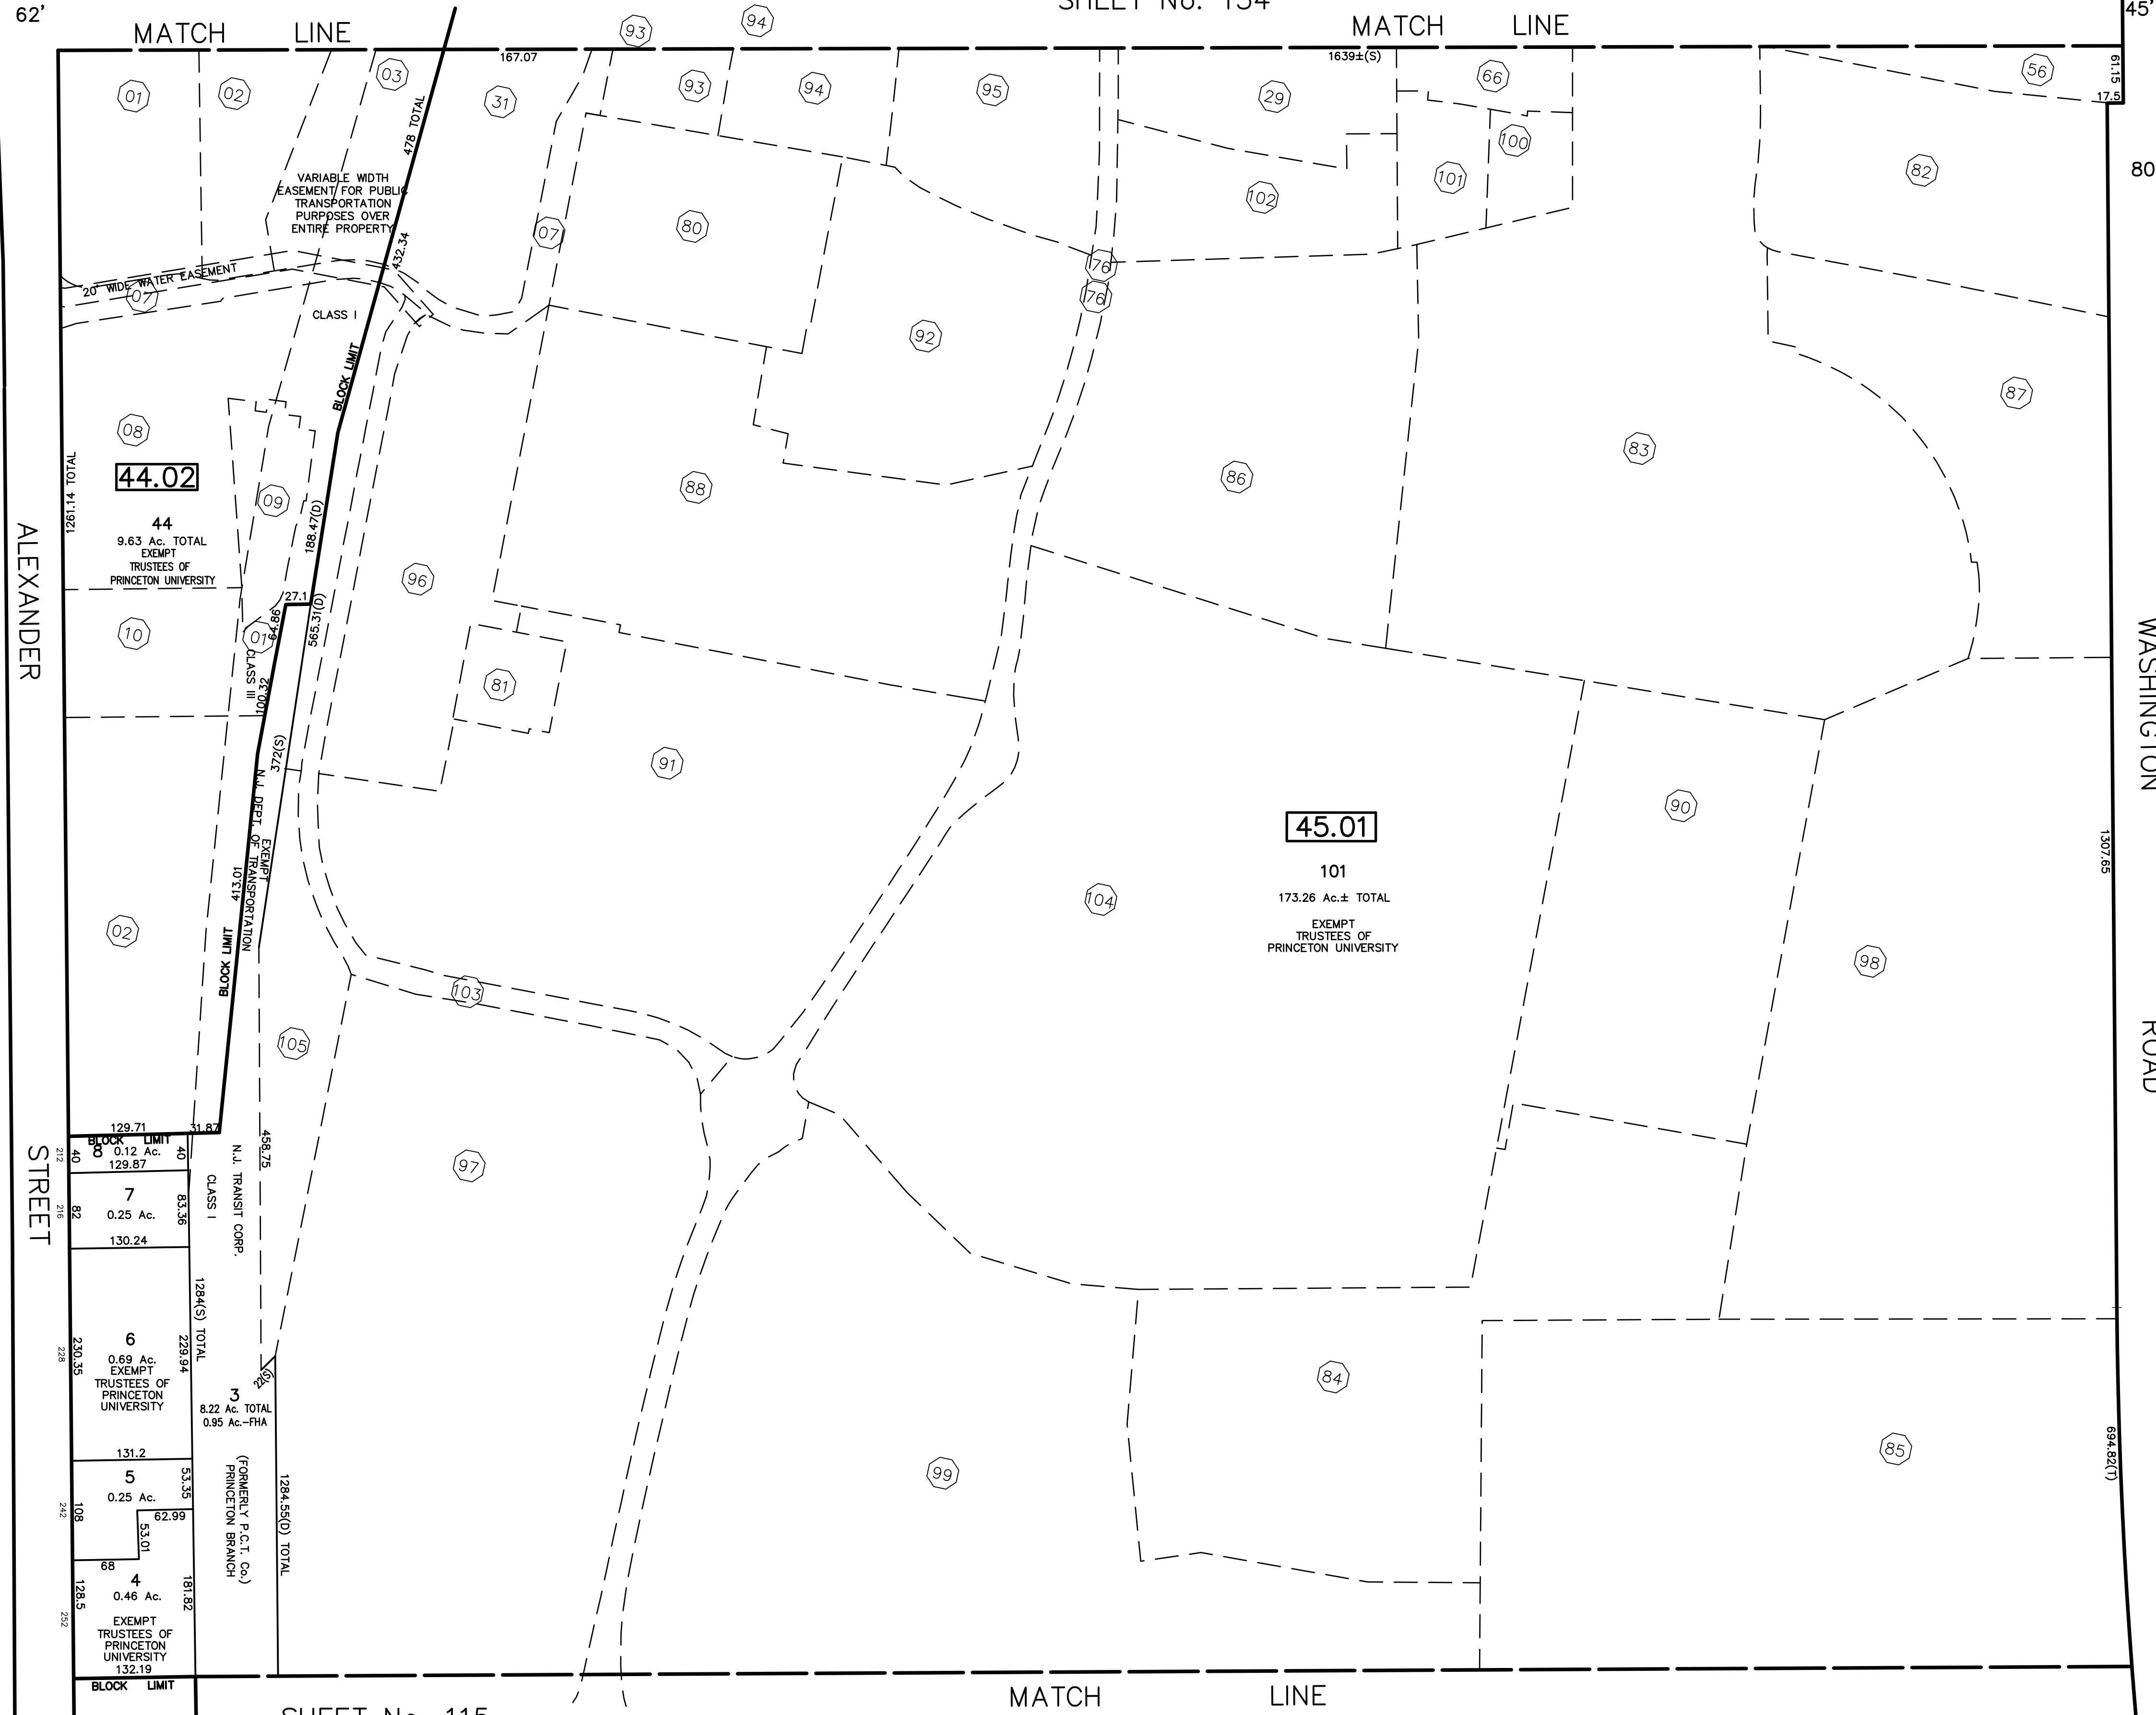 62'
SHEET No. 134
45'
MATCH LINE
MATCH LINE
93
94
167.07
1639±(S)
61.15
17.5
01
02
03
31
93
94
95
29
66
56
100
101
102
82
80
478 TOTAL
VARIABLE WIDTH
EASEMENT FOR PUBLIC
TRANSPORTATION
PURPOSES OVER
ENTIRE PROPERTY
432.34
07
80
76
76
20' WIDE WATER EASEMENT
07
CLASS I
BLOCK LIMIT
92
87
08
1261.14 TOTAL
44.02
09
88
86
83
44
9.63 Ac. TOTAL
EXEMPT
TRUSTEES OF
PRINCETON UNIVERSITY
188.47(D)
96
ALEXANDER
WASHINGTON
27.1
64.86
565.31(D)
10
01
CLASS III
100.32
81
372(S)
91
90
N.J. DEPT. OF TRANSPORTATION
EXEMPT
413.01
45.01
101
173.26 Ac.± TOTAL
EXEMPT
TRUSTEES OF
PRINCETON UNIVERSITY
1307.65
104
02
BLOCK LIMIT
98
103
105
ROAD
129.71
31.87
BLOCK LIMIT
212
40
8
0.12 Ac.
40
129.87
458.75
STREET
N.J. TRANSIT CORP.
CLASS I
97
7
0.25 Ac.
216
82
83.36
130.24
1284(S) TOTAL
6
0.69 Ac.
EXEMPT
TRUSTEES OF
PRINCETON
UNIVERSITY
228
230.35
229.94
22(S)
3
8.22 Ac. TOTAL
0.95 Ac.-FHA
84
131.2
5
0.25 Ac.
242
108
53.35
62.99
53.01
68
(FORMERLY P.C.T. Co.)
PRINCETON BRANCH
1284.55(D) TOTAL
99
85
694.82(T)
4
0.46 Ac.
EXEMPT
TRUSTEES OF
PRINCETON
UNIVERSITY
128.5
181.82
252
132.19
BLOCK LIMIT
MATCH LINE
SHEET No. 115